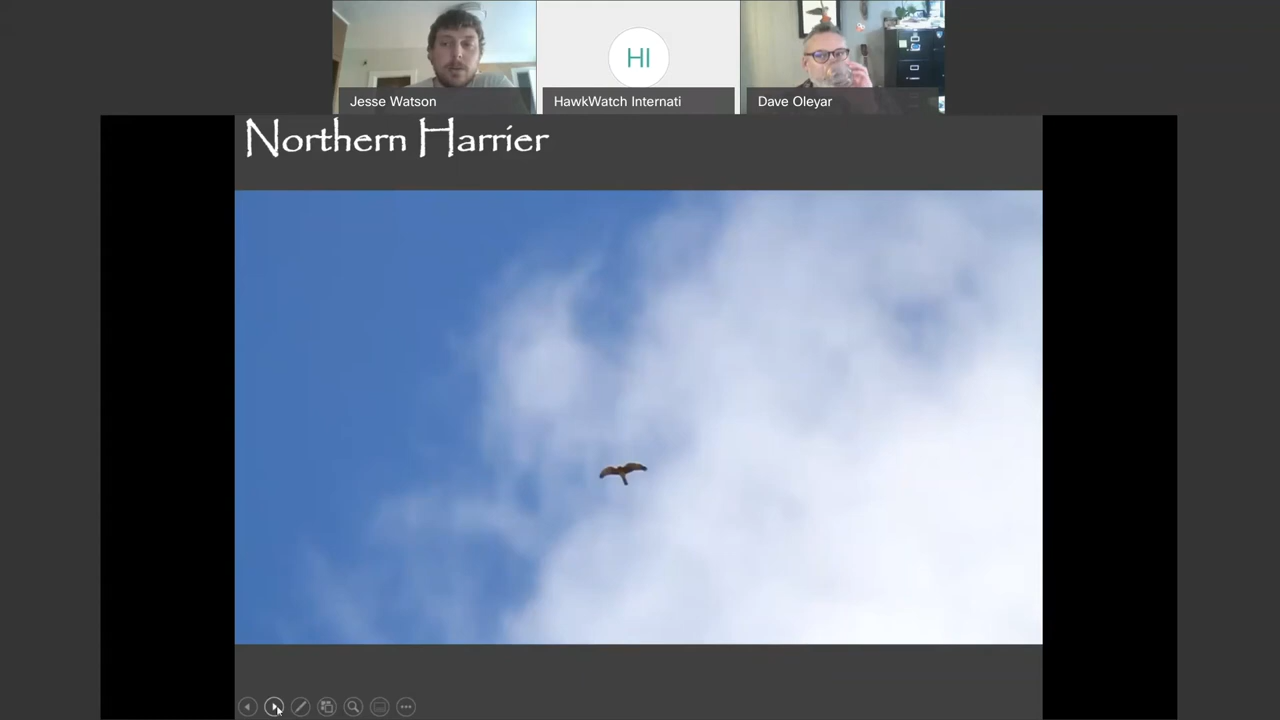 Jesse Watson
HI
HawkWatch Internati
Dave Oleyar
Northern Harrier